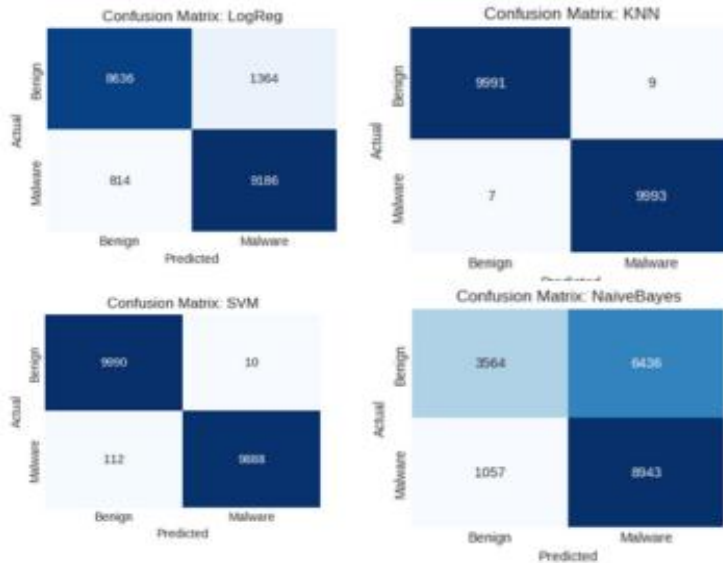 Confusion Matrix: LogReg
Actual
Benign
8636
1364
Malware
814
9186
Benign
Malware
Predicted
Confusion Matrix: KNN
Actual
Benign
9991
9
Malware
7
9993
Benign
Malware
Predicted
Confusion Matrix: SVM
Actual
Benign
9990
10
Malware
112
9888
Benign
Malware
Predicted
Confusion Matrix: NaiveBayes
Actual
Benign
3564
6436
Malware
1057
8943
Benign
Malware
Predicted